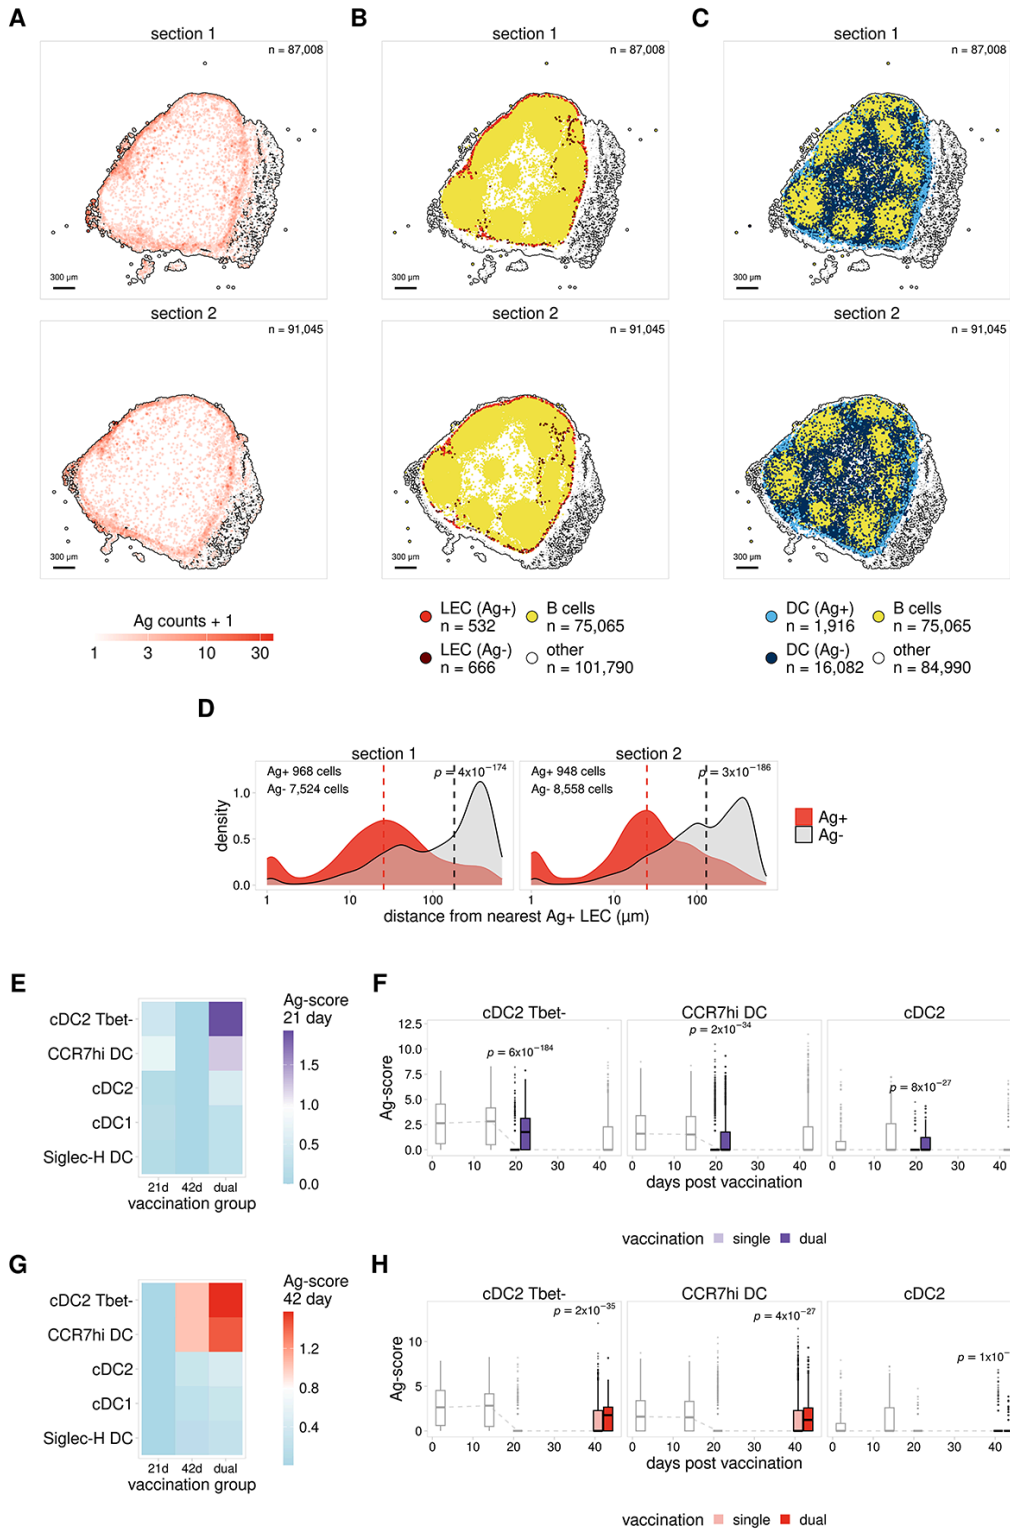 A
B
C
section 1
section 1
section 1
n = 87,008
n = 87,008
n = 87,008
300 µm
300 µm
300 µm
section 2
section 2
section 2
n = 91,045
n = 91,045
n = 91,045
300 µm
300 µm
300 µm
Ag counts + 1
1 3 10 30
LEC (Ag+)
n = 532
B cells
n = 75,065
LEC (Ag-)
n = 666
other
n = 101,790
DC (Ag+)
n = 1,916
B cells
n = 75,065
DC (Ag-)
n = 16,082
other
n = 84,990
D
section 1
section 2
Ag+ 968 cells
Ag- 7,524 cells
p = 4x10⁻¹⁷⁴
Ag+ 948 cells
Ag- 8,558 cells
p = 3x10⁻¹⁸⁶
density
1.0
0.5
0.0
1 10 100
1 10 100
distance from nearest Ag+ LEC (µm)
Ag+
Ag-
E
cDC2 Tbet-
CCR7hi DC
cDC2
cDC1
Siglec-H DC
21d 42d dual
vaccination group
Ag-score
21 day
1.5
1.0
0.5
0.0
F
cDC2 Tbet-
CCR7hi DC
cDC2
Ag-score
12.5
10.0
7.5
5.0
2.5
0.0
p = 6x10⁻¹⁸⁴
p = 2x10⁻³⁴
p = 8x10⁻²⁷
0 10 20 30 40
0 10 20 30 40
0 10 20 30 40
days post vaccination
days post vaccination
vaccination single dual
G
cDC2 Tbet-
CCR7hi DC
cDC2
cDC1
Siglec-H DC
21d 42d dual
vaccination group
Ag-score
42 day
1.2
0.8
0.4
H
cDC2 Tbet-
CCR7hi DC
cDC2
Ag-score
10
5
0
p = 2x10⁻³⁵
p = 4x10⁻²⁷
p = 1x10⁻
0 10 20 30 40
0 10 20 30 40
0 10 20 30 40
days post vaccination
days post vaccination
vaccination single dual